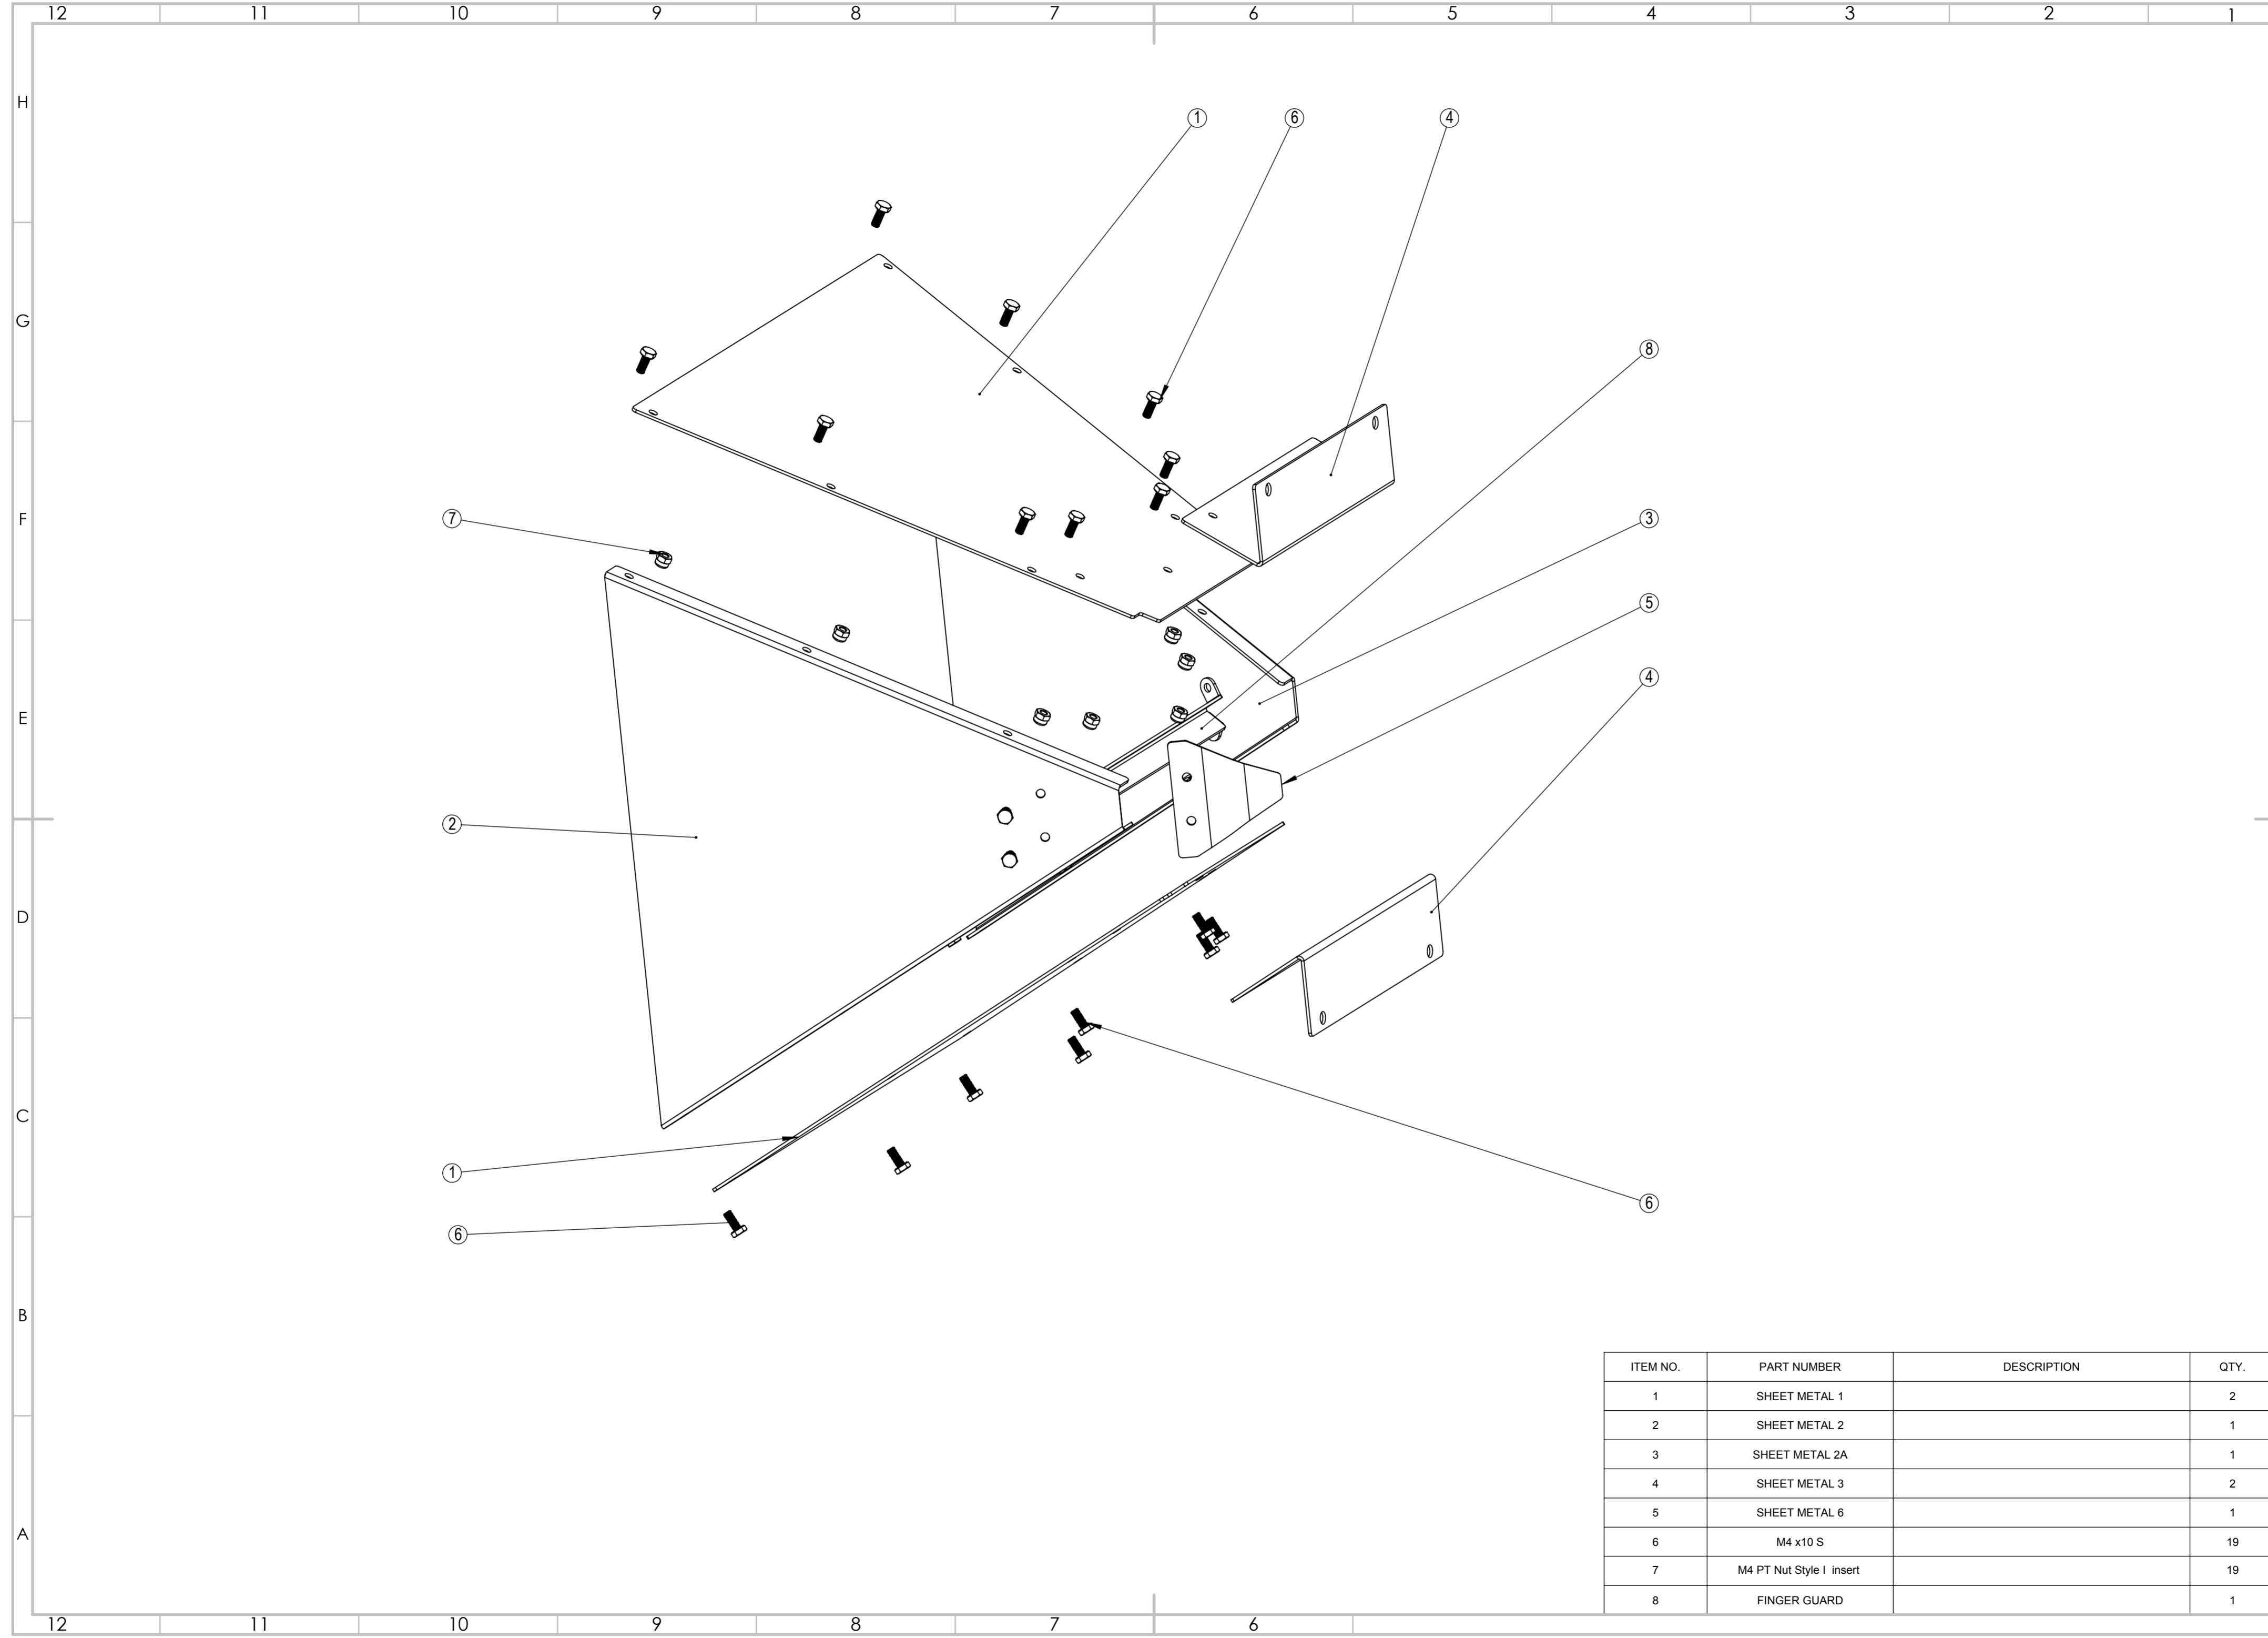 12 11 10 9 8 7 6 5 4 3 2 1
H
1 6 4
G
8
F
7 3
5
E
4
2
D
C
1
6
6
B
ITEM NO. PART NUMBER DESCRIPTION QTY.
1 SHEET METAL 1 2
2 SHEET METAL 2 1
3 SHEET METAL 2A 1
4 SHEET METAL 3 2
5 SHEET METAL 6 1
A
6 M4 x10 S 19
7 M4 PT Nut Style I insert 19
8 FINGER GUARD 1
12 11 10 9 8 7 6